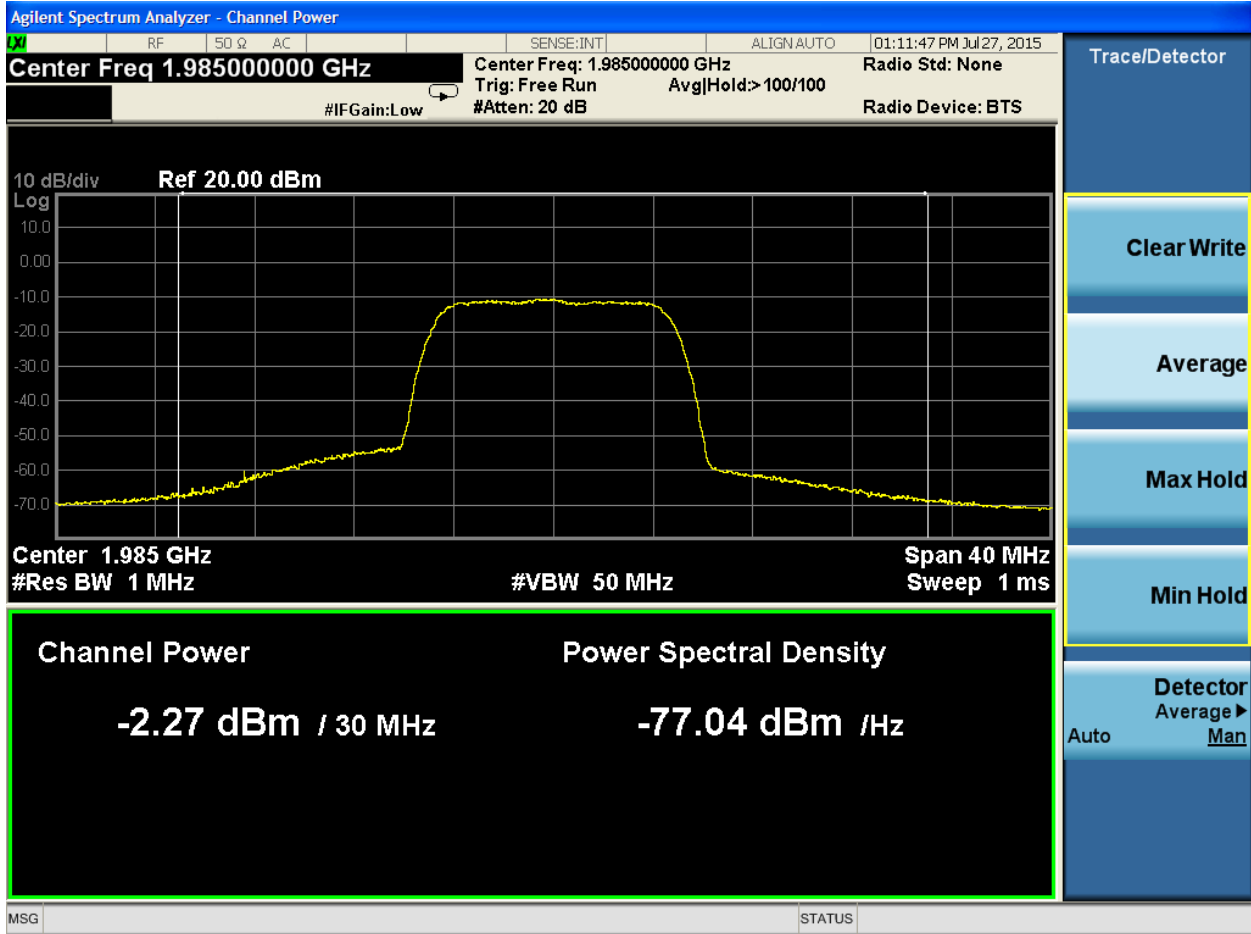 Agilent Spectrum Analyzer - Channel Power
LXI RF 50 Ω AC SENSE:INT ALIGN AUTO 01:11:47 PM Jul 27, 2015
Center Freq 1.985000000 GHz
Center Freq: 1.985000000 GHz
Radio Std: None
Trig: Free Run Avg|Hold:> 100/100
#IFGain:Low
#Atten: 20 dB
Radio Device: BTS
10 dB/div Ref 20.00 dBm
Log
10.0
0.00
-10.0
-20.0
-30.0
-40.0
-50.0
-60.0
-70.0
Center 1.985 GHz Span 40 MHz
#Res BW 1 MHz #VBW 50 MHz Sweep 1 ms
Channel Power Power Spectral Density
-2.27 dBm / 30 MHz -77.04 dBm /Hz
MSG STATUS
Trace/Detector
Clear Write
Average
Max Hold
Min Hold
Detector
Average
Auto Man